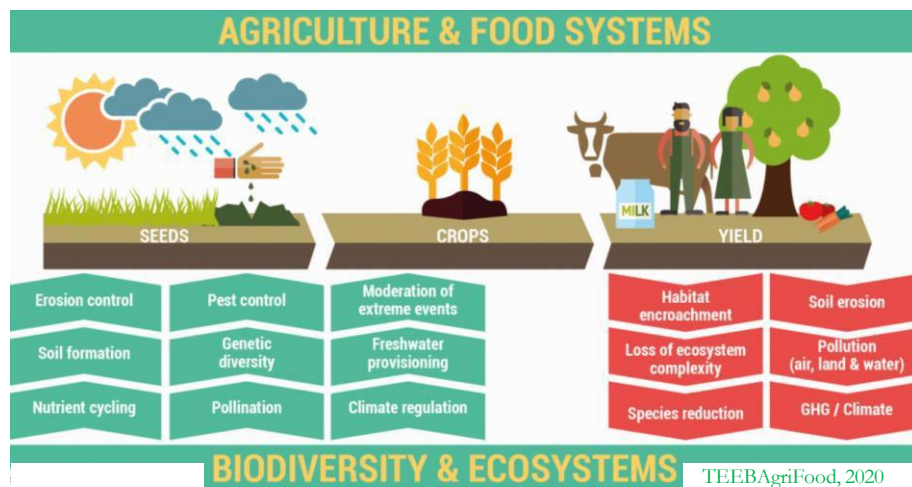 AGRICULTURE & FOOD SYSTEMS
MILK
SEEDS
CROPS
YIELD
Erosion control
Pest control
Moderation of
extreme events
Habitat
encroachment
Soil erosion
Soil formation
Genetic
diversity
Freshwater
provisioning
Loss of ecosystem
complexity
Pollution
(air, land & water)
Nutrient cycling
Pollination
Climate regulation
Species reduction
GHG / Climate
BIODIVERSITY & ECOSYSTEMS
TEEBAgriFood, 2020